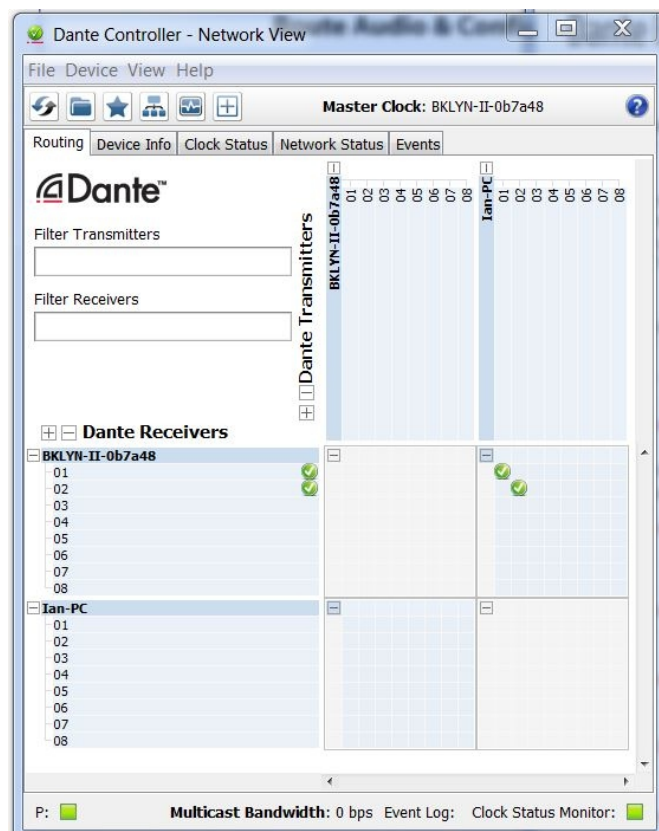 Dante Controller - Network View
File Device View Help
Master Clock: BKLYN-II-0b7a48
Routing Device Info Clock Status Network Status Events
Dante™
Filter Transmitters
Filter Receivers
Dante Transmitters
BKLYN-II-0b7a48
01 02 03 04 05 06 07 08
Ian-PC
01 02 03 04 05 06 07 08
Dante Receivers
BKLYN-II-0b7a48
01
02
03
04
05
06
07
08
Ian-PC
01
02
03
04
05
06
07
08
P: Multicast Bandwidth: 0 bps Event Log: Clock Status Monitor: